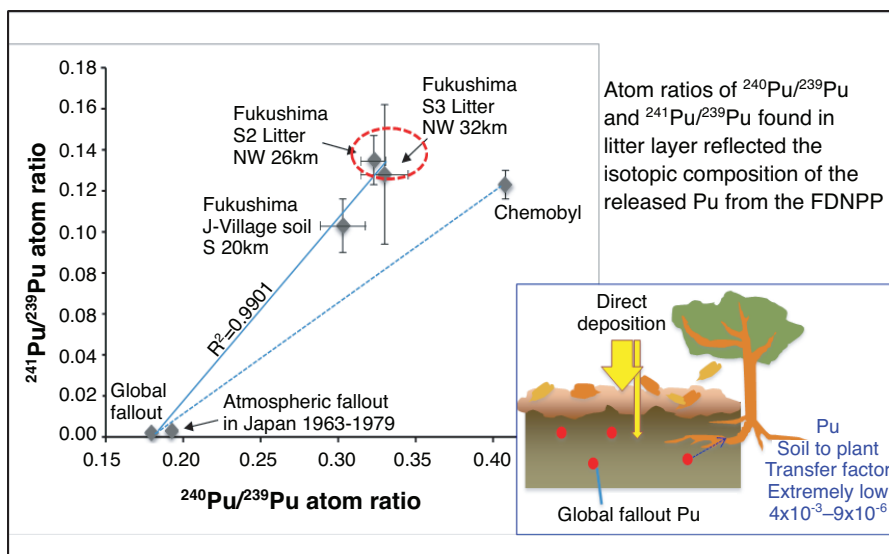 0.18
0.16
0.14
0.12
0.10
0.08
0.06
0.04
0.02
0.00
0.15
0.20
0.25
0.30
0.35
0.40
²⁴¹Pu/²³⁹Pu atom ratio
²⁴⁰Pu/²³⁹Pu atom ratio
Fukushima
S2 Litter
NW 26km
Fukushima
S3 Litter
NW 32km
Fukushima
J-Village soil
S 20km
Chemobyl
R²=0.9901
Global
fallout
Atmospheric fallout
in Japan 1963-1979
Atom ratios of ²⁴⁰Pu/²³⁹Pu
and ²⁴¹Pu/²³⁹Pu found in
litter layer reflected the
isotopic composition of the
released Pu from the FDNPP
Direct
deposition
Pu
Soil to plant
Transfer factor
Extremely low
4x10⁻³–9x10⁻⁶
Global fallout Pu